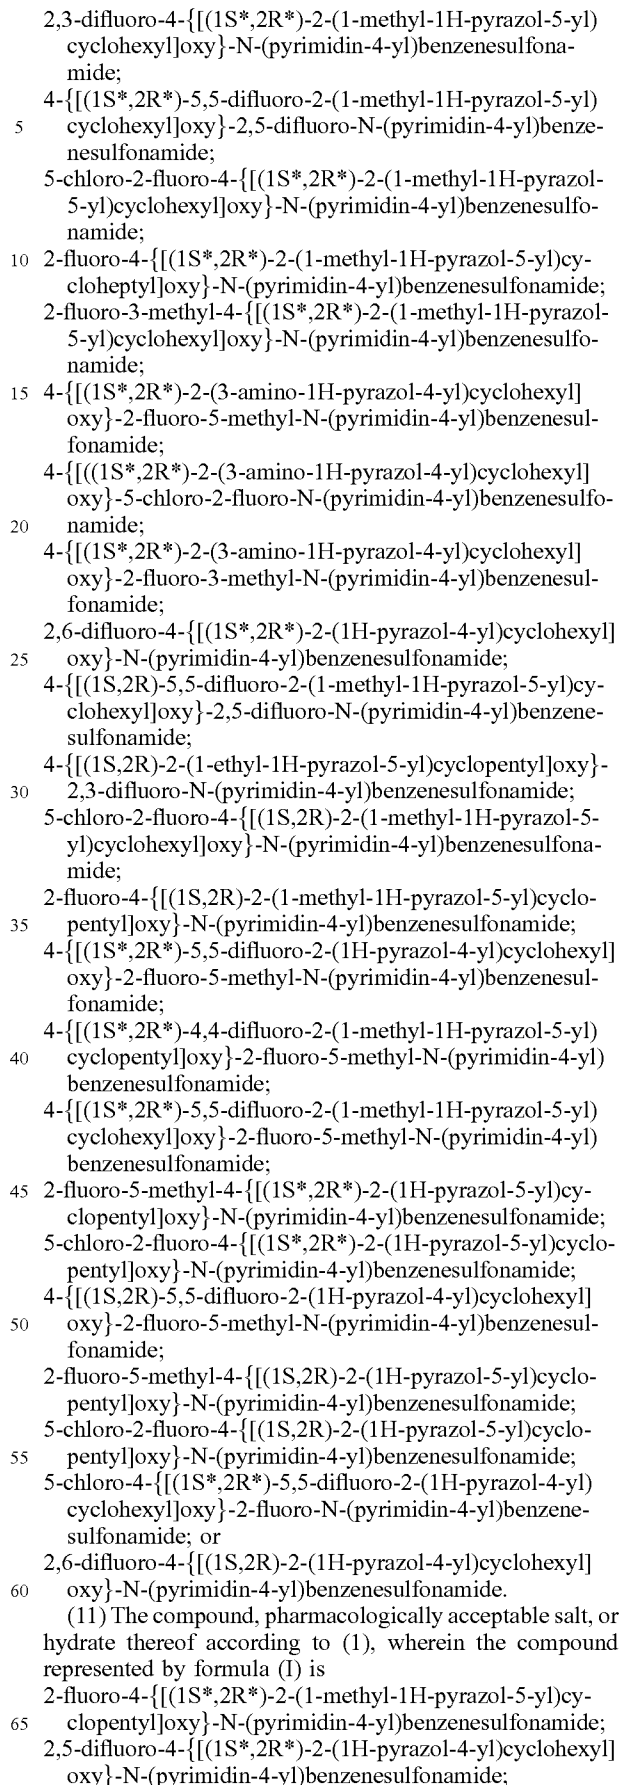 2,3-difluoro-4-{[(1S*,2R*)-2-(1-methyl-1H-pyrazol-5-yl)
cyclohexyl]oxy}-N-(pyrimidin-4-yl)benzenesulfona-
mide;
4-{[(1S*,2R*)-5,5-difluoro-2-(1-methyl-1H-pyrazol-5-yl)
5 cyclohexyl]oxy}-2,5-difluoro-N-(pyrimidin-4-yl)benze-
nesulfonamide;
5-chloro-2-fluoro-4-{[(1S*,2R*)-2-(1-methyl-1H-pyrazol-
5-yl)cyclohexyl]oxy}-N-(pyrimidin-4-yl)benzenesulfo-
namide;
10 2-fluoro-4-{[(1S*,2R*)-2-(1-methyl-1H-pyrazol-5-yl)cy-
cloheptyl]oxy}-N-(pyrimidin-4-yl)benzenesulfonamide;
2-fluoro-3-methyl-4-{[(1S*,2R*)-2-(1-methyl-1H-pyrazol-
5-yl)cyclohexyl]oxy}-N-(pyrimidin-4-yl)benzenesulfo-
namide;
15 4-{[(1S*,2R*)-2-(3-amino-1H-pyrazol-4-yl)cyclohexyl]
oxy}-2-fluoro-5-methyl-N-(pyrimidin-4-yl)benzenesul-
fonamide;
4-{[((1S*,2R*)-2-(3-amino-1H-pyrazol-4-yl)cyclohexyl]
oxy}-5-chloro-2-fluoro-N-(pyrimidin-4-yl)benzenesulfo-
20 namide;
4-{[(1S*,2R*)-2-(3-amino-1H-pyrazol-4-yl)cyclohexyl]
oxy}-2-fluoro-3-methyl-N-(pyrimidin-4-yl)benzenesul-
fonamide;
2,6-difluoro-4-{[(1S*,2R*)-2-(1H-pyrazol-4-yl)cyclohexyl]
25 oxy}-N-(pyrimidin-4-yl)benzenesulfonamide;
4-{[(1S,2R)-5,5-difluoro-2-(1-methyl-1H-pyrazol-5-yl)cy-
clohexyl]oxy}-2,5-difluoro-N-(pyrimidin-4-yl)benzene-
sulfonamide;
4-{[(1S,2R)-2-(1-ethyl-1H-pyrazol-5-yl)cyclopentyl]oxy}-
30 2,3-difluoro-N-(pyrimidin-4-yl)benzenesulfonamide;
5-chloro-2-fluoro-4-{[(1S,2R)-2-(1-methyl-1H-pyrazol-5-
yl)cyclohexyl]oxy}-N-(pyrimidin-4-yl)benzenesulfona-
mide;
2-fluoro-4-{[(1S,2R)-2-(1-methyl-1H-pyrazol-5-yl)cyclo-
35 pentyl]oxy}-N-(pyrimidin-4-yl)benzenesulfonamide;
4-{[(1S*,2R*)-5,5-difluoro-2-(1H-pyrazol-4-yl)cyclohexyl]
oxy}-2-fluoro-5-methyl-N-(pyrimidin-4-yl)benzenesul-
fonamide;
4-{[(1S*,2R*)-4,4-difluoro-2-(1-methyl-1H-pyrazol-5-yl)
40 cyclopentyl]oxy}-2-fluoro-5-methyl-N-(pyrimidin-4-yl)
benzenesulfonamide;
4-{[(1S*,2R*)-5,5-difluoro-2-(1-methyl-1H-pyrazol-5-yl)
cyclohexyl]oxy}-2-fluoro-5-methyl-N-(pyrimidin-4-yl)
benzenesulfonamide;
45 2-fluoro-5-methyl-4-{[(1S*,2R*)-2-(1H-pyrazol-5-yl)cy-
clopentyl]oxy}-N-(pyrimidin-4-yl)benzenesulfonamide;
5-chloro-2-fluoro-4-{[(1S*,2R*)-2-(1H-pyrazol-5-yl)cyclo-
pentyl]oxy}-N-(pyrimidin-4-yl)benzenesulfonamide;
4-{[(1S,2R)-5,5-difluoro-2-(1H-pyrazol-4-yl)cyclohexyl]
50 oxy}-2-fluoro-5-methyl-N-(pyrimidin-4-yl)benzenesul-
fonamide;
2-fluoro-5-methyl-4-{[(1S,2R)-2-(1H-pyrazol-5-yl)cyclo-
pentyl]oxy}-N-(pyrimidin-4-yl)benzenesulfonamide;
5-chloro-2-fluoro-4-{[(1S,2R)-2-(1H-pyrazol-5-yl)cyclo-
55 pentyl]oxy}-N-(pyrimidin-4-yl)benzenesulfonamide;
5-chloro-4-{[(1S*,2R*)-5,5-difluoro-2-(1H-pyrazol-4-yl)
cyclohexyl]oxy}-2-fluoro-N-(pyrimidin-4-yl)benzene-
sulfonamide; or
2,6-difluoro-4-{[(1S,2R)-2-(1H-pyrazol-4-yl)cyclohexyl]
60 oxy}-N-(pyrimidin-4-yl)benzenesulfonamide.
(11) The compound, pharmacologically acceptable salt, or
hydrate thereof according to (1), wherein the compound
represented by formula (I) is
2-fluoro-4-{[(1S*,2R*)-2-(1-methyl-1H-pyrazol-5-yl)cy-
65 clopentyl]oxy}-N-(pyrimidin-4-yl)benzenesulfonamide;
2,5-difluoro-4-{[(1S*,2R*)-2-(1H-pyrazol-4-yl)cyclohexyl]
oxy}-N-(pyrimidin-4-yl)benzenesulfonamide;